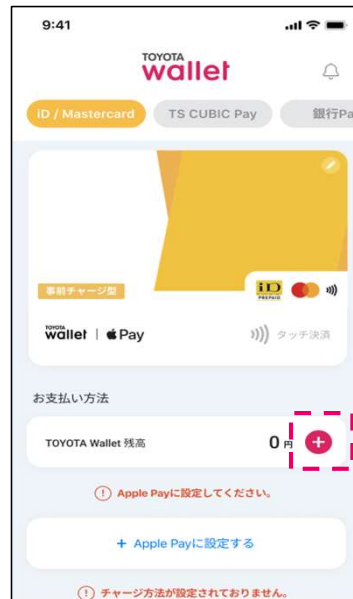 9:41
TOYOTA
wallet
iD / Mastercard TS CUBIC Pay 銀行Pa
事前チャージ型
iD
PREPAID
TOYOTA
wallet | Pay タッチ決済
お支払い方法
TOYOTA Wallet 残高 0 円 +
! Apple Payに設定してください。
+ Apple Payに設定する
! チャージ方法が設定されておりません。